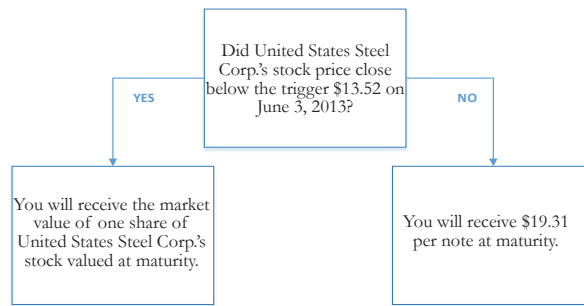 Did United States Steel
Corp.'s stock price close
below the trigger $13.52 on
June 3, 2013?
YES
NO
You will receive the market
value of one share of
United States Steel Corp.'s
stock valued at maturity.
You will receive $19.31
per note at maturity.